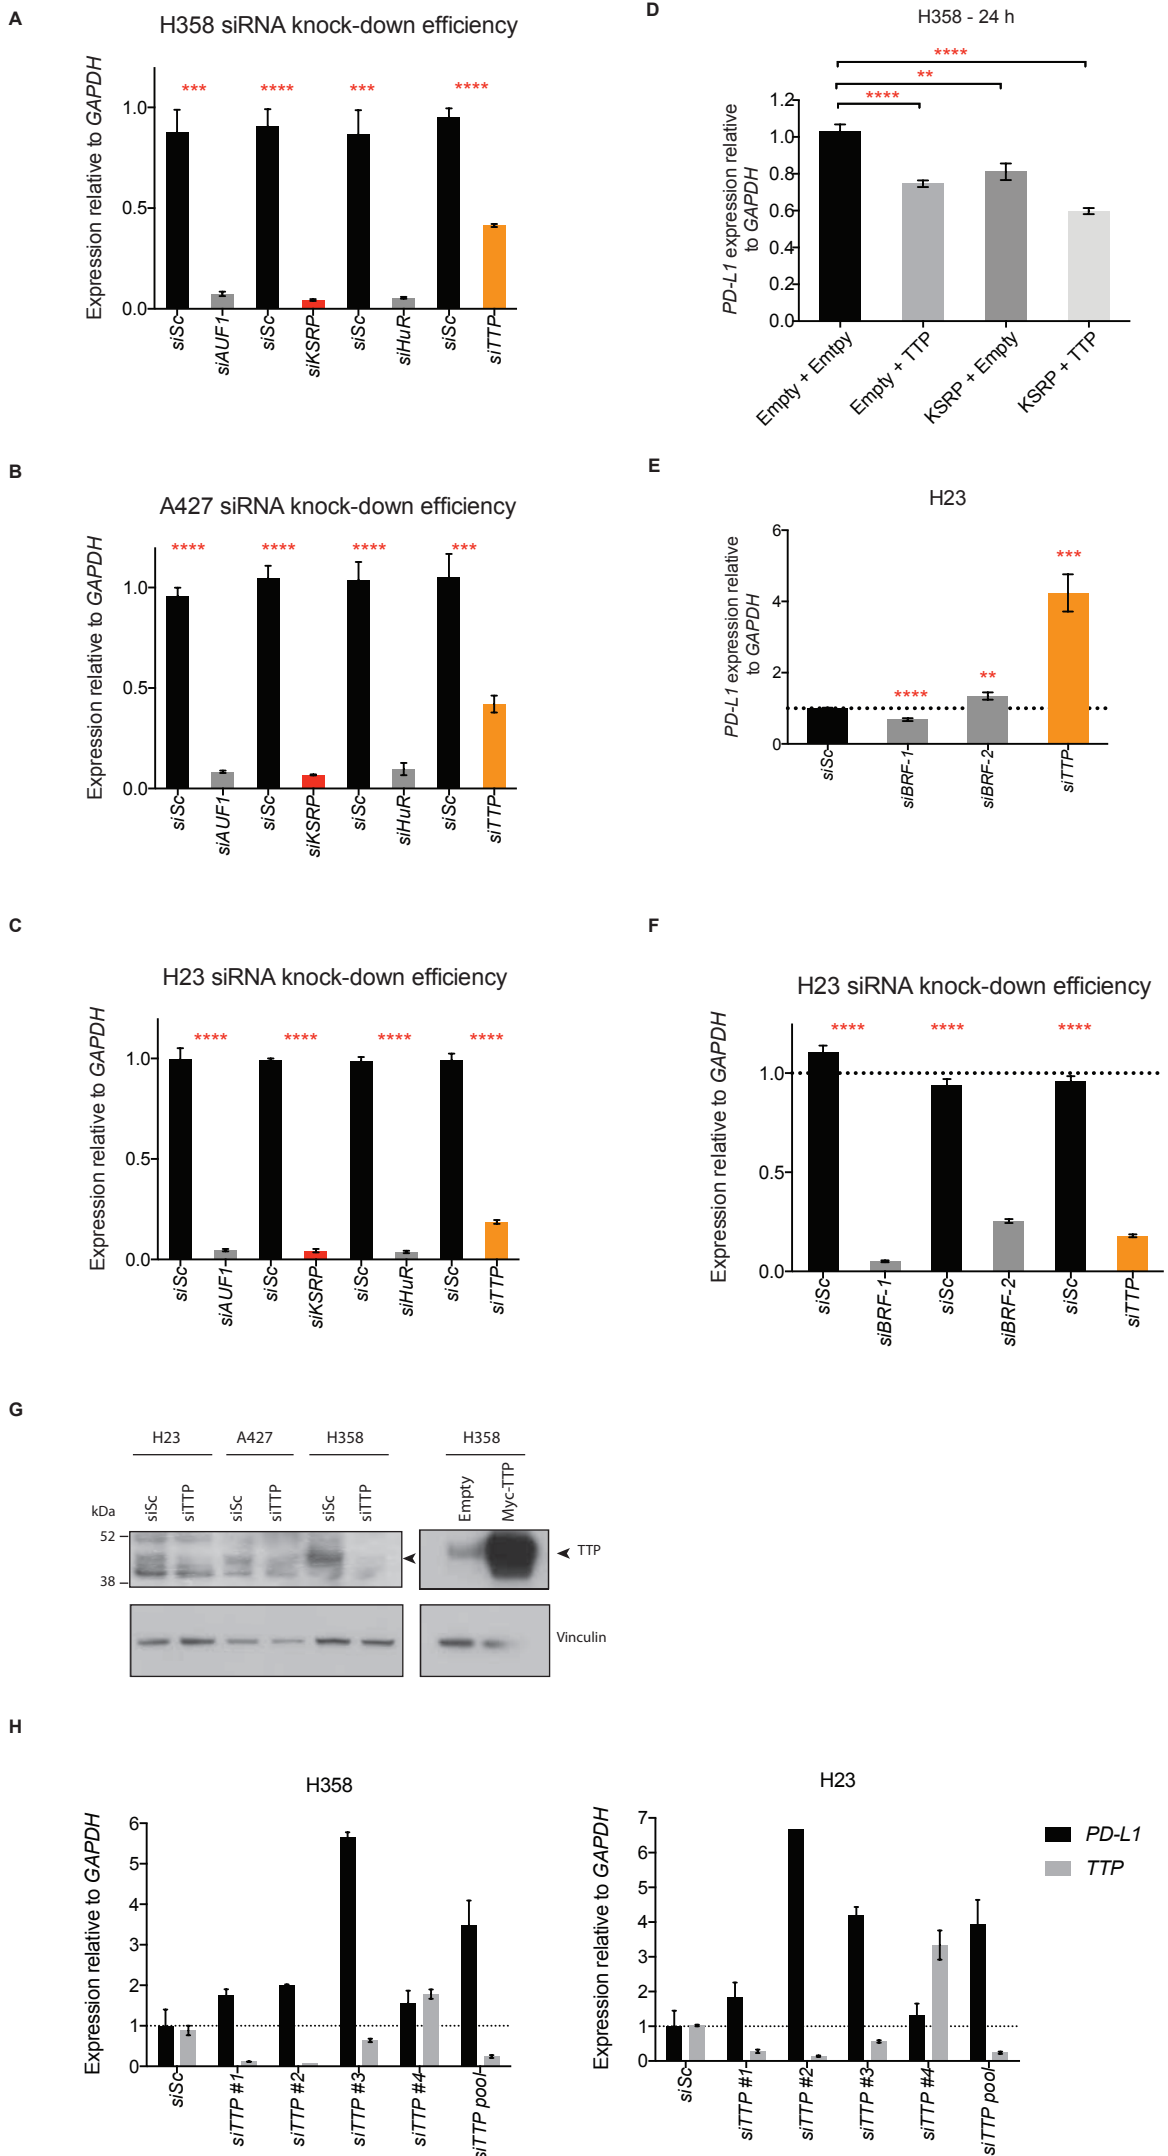 A
H358 siRNA knock-down efficiency
Expression relative to GAPDH
*** **** *** ****
1.0
0.5
0.0
siSc siAUF1 siSc siKSRP siSc siHuR siSc siTTP
D
H358 - 24 h
****
**
****
PD-L1 expression relative
to GAPDH
1.2
1.0
0.8
0.6
0.4
0.2
0.0
Empty + Emtpy
Empty + TTP
KSRP + Empty
KSRP + TTP
B
A427 siRNA knock-down efficiency
Expression relative to GAPDH
**** **** **** ***
1.0
0.5
0.0
siSc siAUF1 siSc siKSRP siSc siHuR siSc siTTP
E
H23
PD-L1 expression relative
to GAPDH
6
4
2
0
**** ** ***
siSc siBRF-1 siBRF-2 siTTP
C
H23 siRNA knock-down efficiency
Expression relative to GAPDH
**** **** **** ****
1.0
0.5
0.0
siSc siAUF1 siSc siKSRP siSc siHuR siSc siTTP
F
H23 siRNA knock-down efficiency
Expression relative to GAPDH
**** **** ****
1.0
0.5
0.0
siSc siBRF-1 siSc siBRF-2 siSc siTTP
G
H23 A427 H358 H358
siSc siTTP siSc siTTP siSc siTTP Empty Myc-TTP
kDa
52
38
TTP
Vinculin
H
H358
Expression relative to GAPDH
6
5
4
3
2
1
0
siSc siTTP #1 siTTP #2 siTTP #3 siTTP #4 siTTP pool
H23
Expression relative to GAPDH
7
6
5
4
3
2
1
0
siSc siTTP #1 siTTP #2 siTTP #3 siTTP #4 siTTP pool
PD-L1
TTP